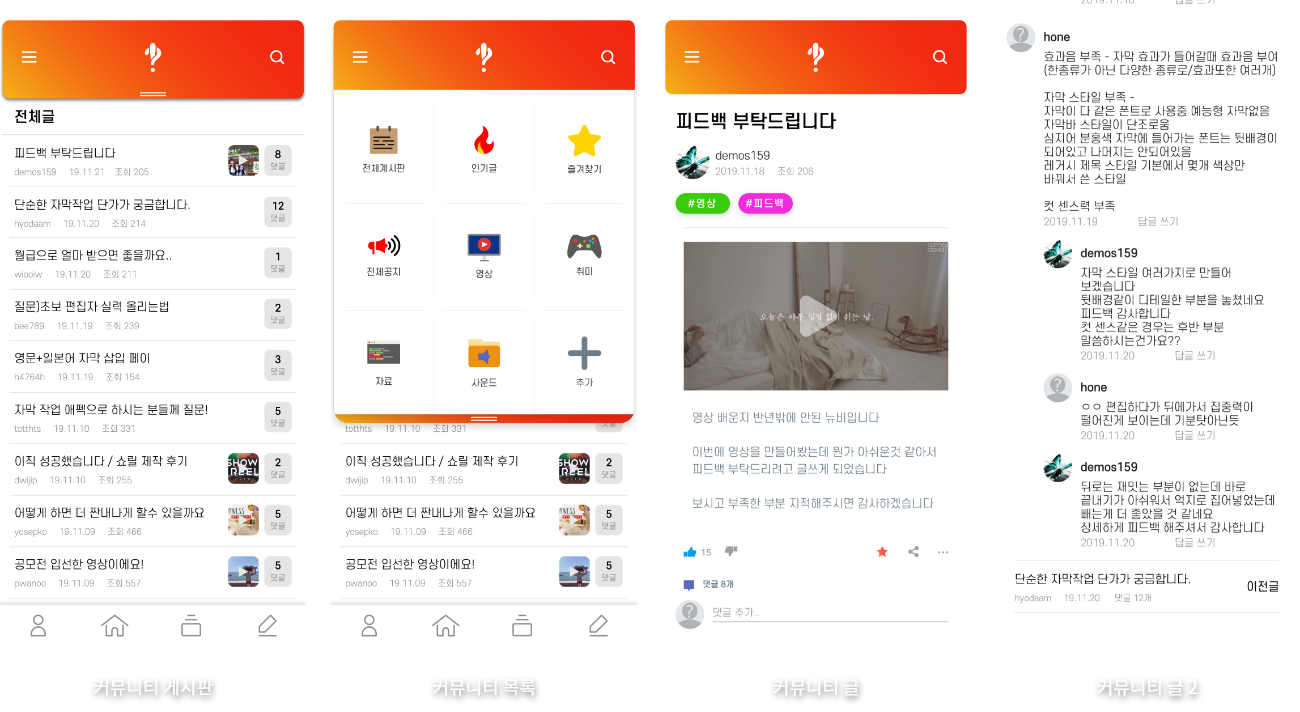 전체글
피드백 부탁드립니다
demos159 19.11.21 조회 205
8
댓글
단순한 자막작업 단가가 궁금합니다.
hyodaam 19.11.20 조회 214
12
댓글
월급으로 얼마 받으면 좋을까요..
wiooiw 19.11.20 조회 211
1
댓글
질문)초보 편집자 실력 올리는법
bee789 19.11.19 조회 239
8
댓글
영문+일본어 자막 삽입 페이
h4764h 19.11.19 조회 154
3
댓글
자막 작업 애펙으로 하시는 분들께 질문!
totthts 19.11.10 조회 331
5
댓글
이직 성공했습니다 / 쇼릴 제작 후기
dwijip 19.11.10 조회 255
SHOW
REEL
2
댓글
어떻게 하면 더 짠내나게 할수 있을까요
yosepko 19.11.09 조회 466
5
댓글
공모전 입선한 영상이에요!
pwanoo 19.11.09 조회 557
5
댓글
커뮤니티 게시판
전체게시판
인기글
즐겨찾기
전체공지
영상
취미
자료
사운드
추가
totthts 19.11.10 조회 331
댓글
이직 성공했습니다 / 쇼릴 제작 후기
dwijip 19.11.10 조회 255
SHOW
REEL
2
댓글
어떻게 하면 더 짠내나게 할수 있을까요
yosepko 19.11.09 조회 466
5
댓글
공모전 입선한 영상이에요!
pwanoo 19.11.09 조회 557
5
댓글
커뮤니티 목록
피드백 부탁드립니다
demos159
2019.11.18 조회 206
#영상 #피드백
오늘은 아무 일정 없이 쉬는 날.
영상 배운지 반년밖에 안된 뉴비입니다
이번에 영상을 만들어봤는데 뭔가 아쉬운것 같아서
피드백 부탁드리려고 글쓰게 되었습니다
보시고 부족한 부분 지적해주시면 감사하겠습니다
15
댓글 8개
댓글 추가..
커뮤니티 글
2019.11.18 답글 쓰기
hone
효과음 부족 - 자막 효과가 들어갈때 효과음 부여
(한종류가 아닌 다양한 종류로/효과또한 여러개)
자막 스타일 부족 -
자막이 다 같은 폰트로 사용중 예능형 자막없음
자막바 스타일이 단조로움
심지어 분홍색 자막에 들어가는 폰트는 뒷배경이
되어있고 나머지는 안되어있음
레거시 제목 스타일 기본에서 몇개 색상만
바꿔서 쓴 스타일
컷 센스력 부족
2019.11.19 답글 쓰기
demos159
자막 스타일 여러가지로 만들어
보겠습니다
뒷배경같이 디테일한 부분을 놓쳤네요
피드백 감사합니다
컷 센스같은 경우는 후반 부분
말씀하시는건가요??
2019.11.20 답글 쓰기
hone
ㅇㅇ 편집하다가 뒤에가서 집중력이
떨어진게 보이는데 기분탓아닌듯
2019.11.20 답글 쓰기
demos159
뒤로는 재밋는 부분이 없는데 바로
끝내기가 아쉬워서 억지로 집어넣었는데
빼는게 더 좋았을 것 같네요
상세하게 피드백 해주셔서 감사합니다
2019.11.20 답글 쓰기
단순한 자막작업 단가가 궁금합니다.
hyodaam 19.11.20 댓글 12개
이전글
커뮤니티 글 2